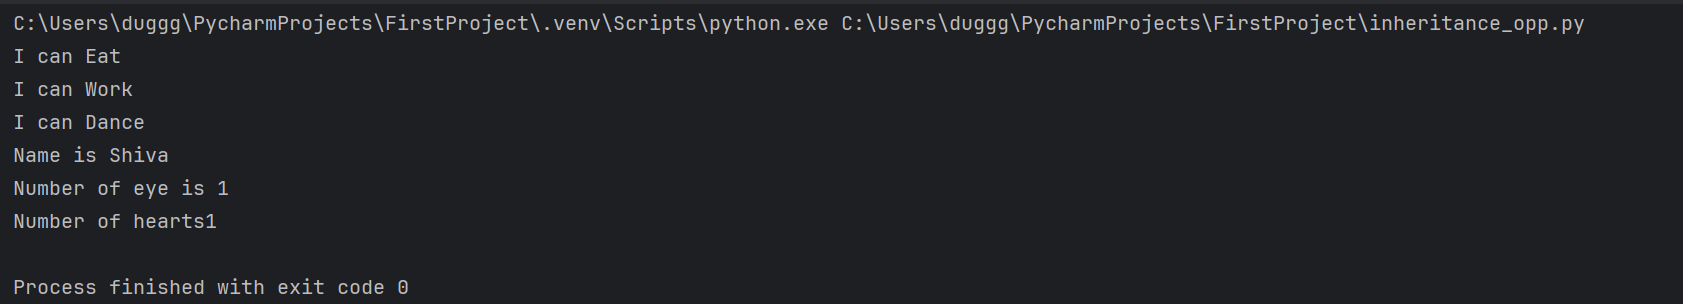 C:\Users\duggg\PycharmProjects\FirstProject\.venv\Scripts\python.exe C:\Users\duggg\PycharmProjects\FirstProject\inheritance_opp.py
I can Eat
I can Work
I can Dance
Name is Shiva
Number of eye is 1
Number of hearts1
Process finished with exit code 0